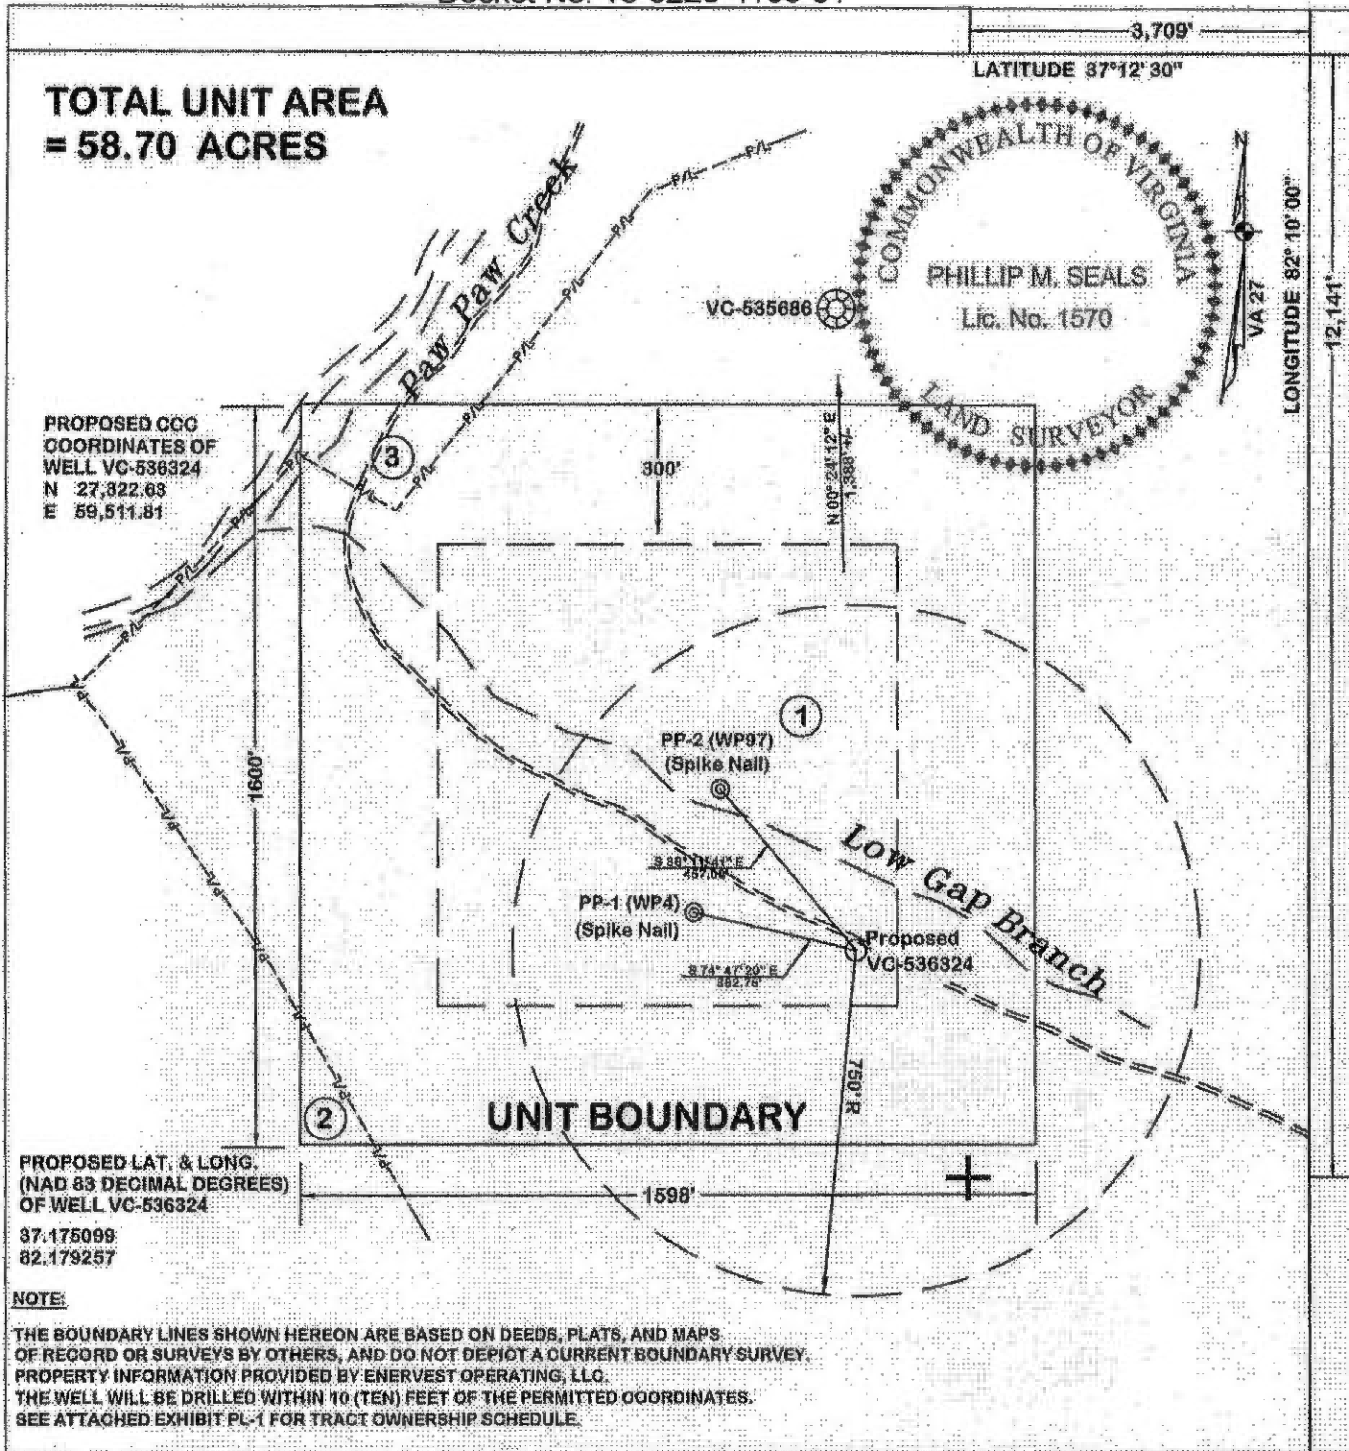 3,709'
LATITUDE 37°12'30"
TOTAL UNIT AREA
= 58.70 ACRES
COMMONWEALTH OF VIRGINIA
PHILLIP M. SEALS
Lic. No. 1570
LAND SURVEYOR
N
VA 27
LONGITUDE 82°10'00"
12,141'
Paw Paw Creek
P/L
P/L
P/L
P/L
P/L
P/L
P/L
VC-535686
PROPOSED CCC
COORDINATES OF
WELL VC-536324
N 27,322.63
E 59,511.81
3
300'
N 00° 24' 12" E
P/L
P/L
P/L
P/L
P/L
P/L
1600'
1
PP-2 (WP97)
(Spike Nail)
Low Gap Branch
PP-1 (WP4)
(Spike Nail)
S 74° 47' 20" E
Proposed
VC-536324
P/L
P/L
P/L
P/L
P/L
P/L
P/L
750' R
2
UNIT BOUNDARY
1598'
PROPOSED LAT. & LONG.
(NAD 83 DECIMAL DEGREES)
OF WELL VC-536324
37.175099
82.179257
NOTE:
THE BOUNDARY LINES SHOWN HEREON ARE BASED ON DEEDS, PLATS, AND MAPS
OF RECORD OR SURVEYS BY OTHERS, AND DO NOT DEPICT A CURRENT BOUNDARY SURVEY.
PROPERTY INFORMATION PROVIDED BY ENERVEST OPERATING, LLC.
THE WELL WILL BE DRILLED WITHIN 10 (TEN) FEET OF THE PERMITTED COORDINATES.
SEE ATTACHED EXHIBIT PL-1 FOR TRACT OWNERSHIP SCHEDULE.